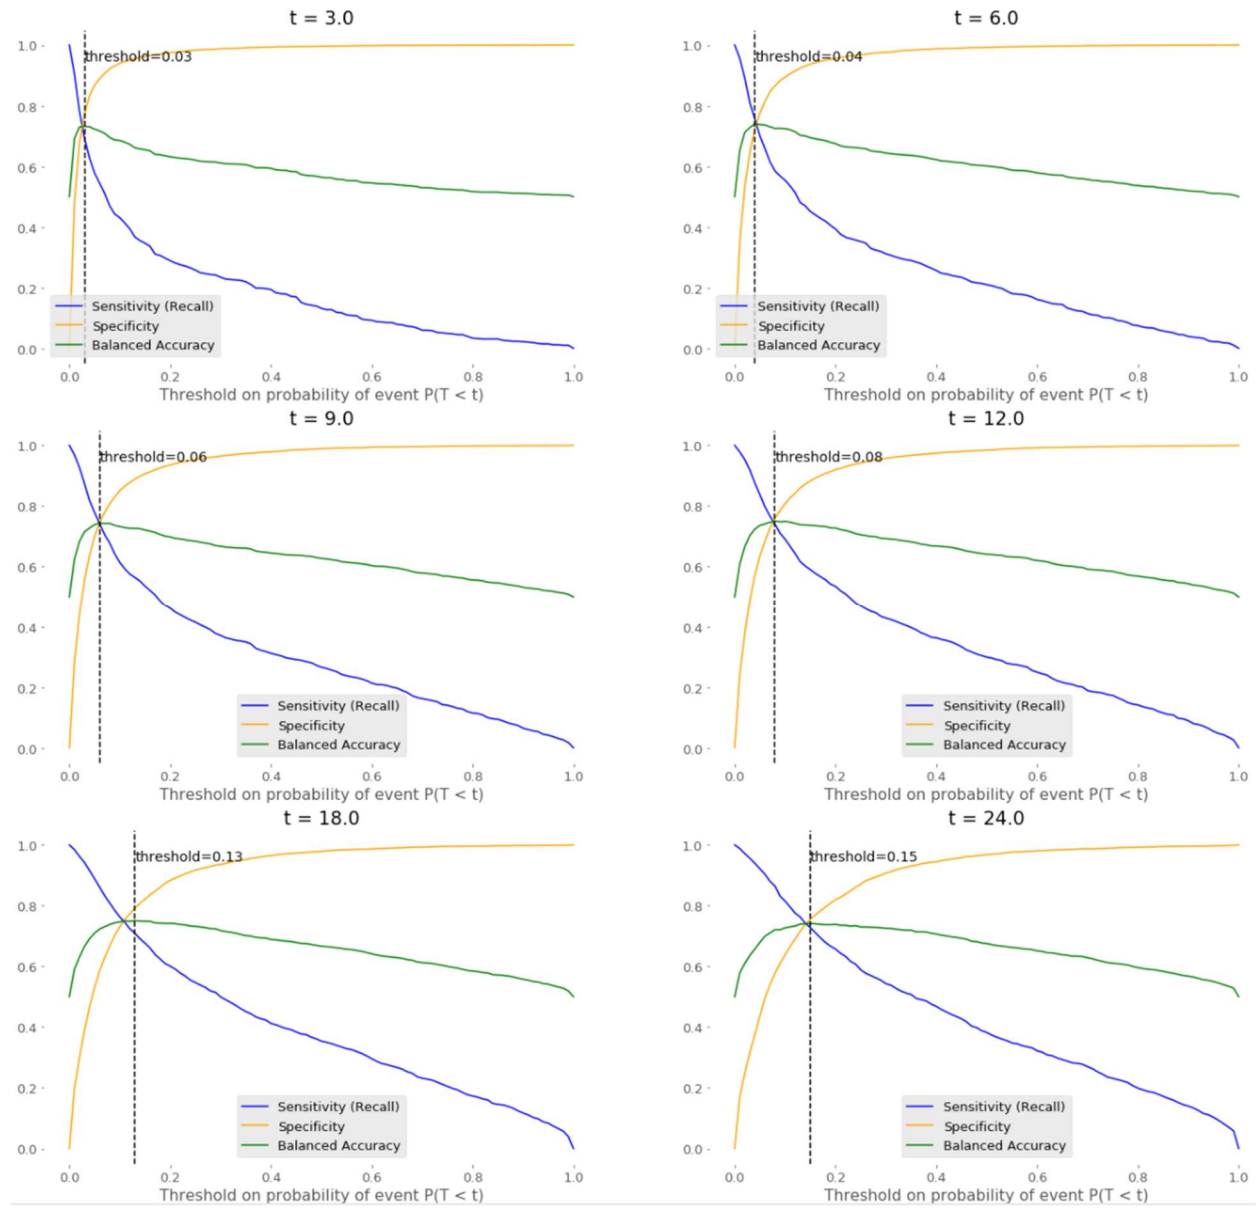 t = 3.0
threshold=0.03
1.0
0.8
0.6
0.4
0.2
0.0
Sensitivity (Recall)
Specificity
Balanced Accuracy
0.0 0.2 0.4 0.6 0.8 1.0
Threshold on probability of event P(T < t)
t = 6.0
threshold=0.04
1.0
0.8
0.6
0.4
0.2
0.0
Sensitivity (Recall)
Specificity
Balanced Accuracy
0.0 0.2 0.4 0.6 0.8 1.0
Threshold on probability of event P(T < t)
t = 9.0
threshold=0.06
1.0
0.8
0.6
0.4
0.2
0.0
Sensitivity (Recall)
Specificity
Balanced Accuracy
0.0 0.2 0.4 0.6 0.8 1.0
Threshold on probability of event P(T < t)
t = 12.0
threshold=0.08
1.0
0.8
0.6
0.4
0.2
0.0
Sensitivity (Recall)
Specificity
Balanced Accuracy
0.0 0.2 0.4 0.6 0.8 1.0
Threshold on probability of event P(T < t)
t = 18.0
threshold=0.13
1.0
0.8
0.6
0.4
0.2
0.0
Sensitivity (Recall)
Specificity
Balanced Accuracy
0.0 0.2 0.4 0.6 0.8 1.0
Threshold on probability of event P(T < t)
t = 24.0
threshold=0.15
1.0
0.8
0.6
0.4
0.2
0.0
Sensitivity (Recall)
Specificity
Balanced Accuracy
0.0 0.2 0.4 0.6 0.8 1.0
Threshold on probability of event P(T < t)